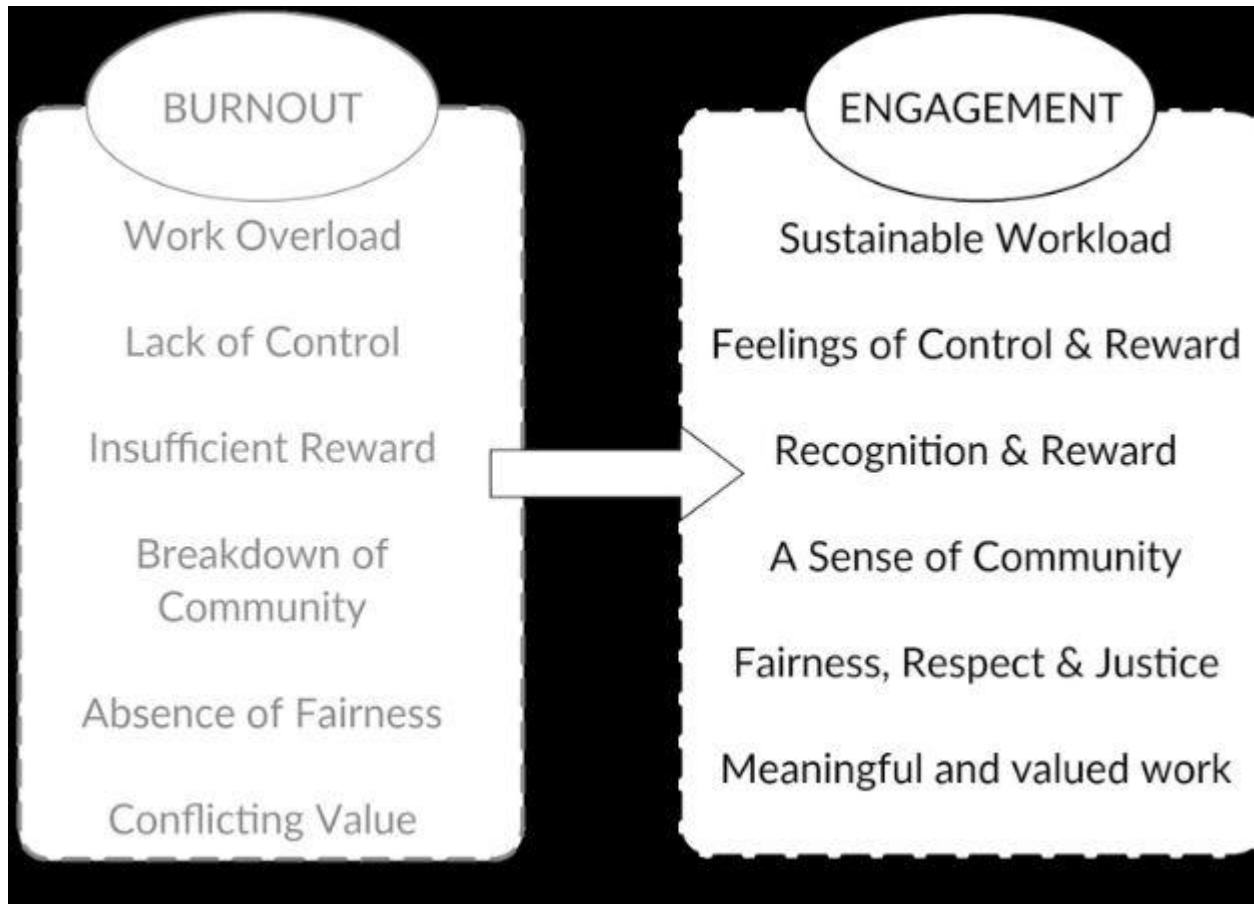 BURNOUT
Work Overload
Lack of Control
Insufficient Reward
Breakdown of
Community
Absence of Fairness
Conflicting Value
ENGAGEMENT
Sustainable Workload
Feelings of Control & Reward
Recognition & Reward
A Sense of Community
Fairness, Respect & Justice
Meaningful and valued work